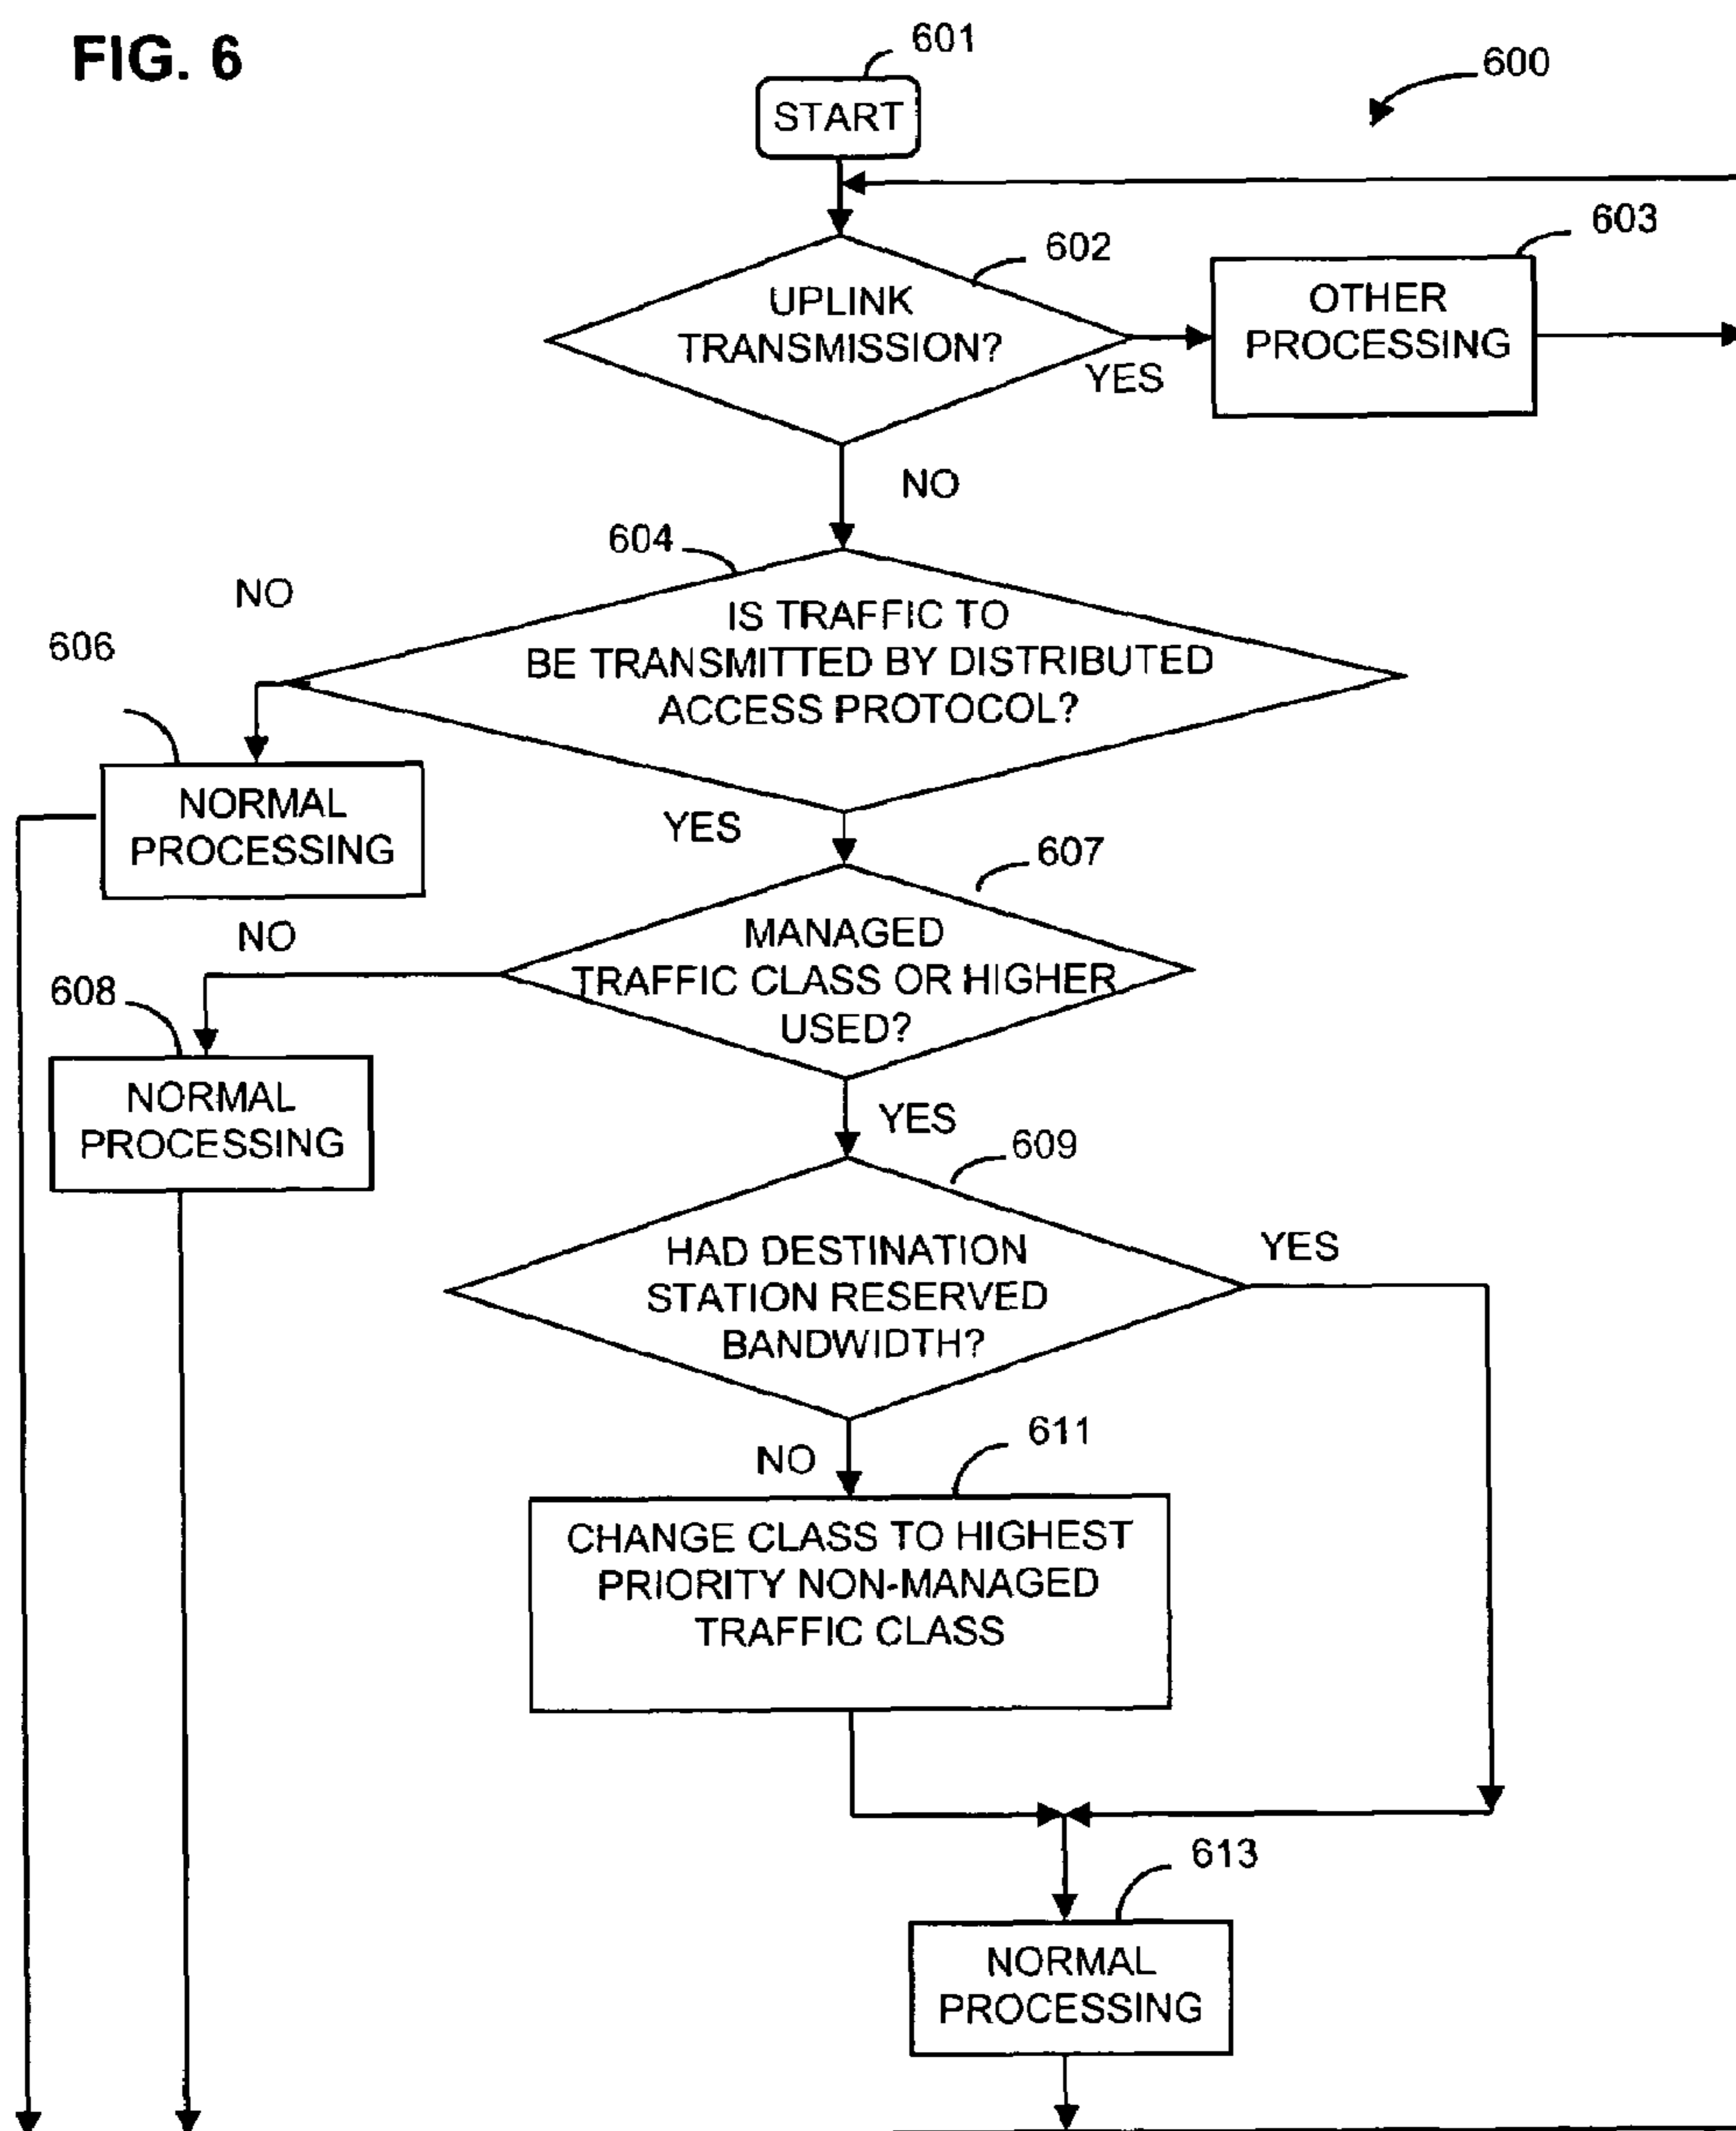 FIG. 6
601
600
START
602
603
UPLINK
TRANSMISSION?
OTHER
PROCESSING
YES
NO
604
NO
IS TRAFFIC TO
BE TRANSMITTED BY DISTRIBUTED
ACCESS PROTOCOL?
606
NORMAL
PROCESSING
YES
607
NO
MANAGED
TRAFFIC CLASS OR HIGHER
USED?
608
NORMAL
PROCESSING
YES
609
HAD DESTINATION
STATION RESERVED
BANDWIDTH?
YES
NO
611
CHANGE CLASS TO HIGHEST
PRIORITY NON-MANAGED
TRAFFIC CLASS
613
NORMAL
PROCESSING